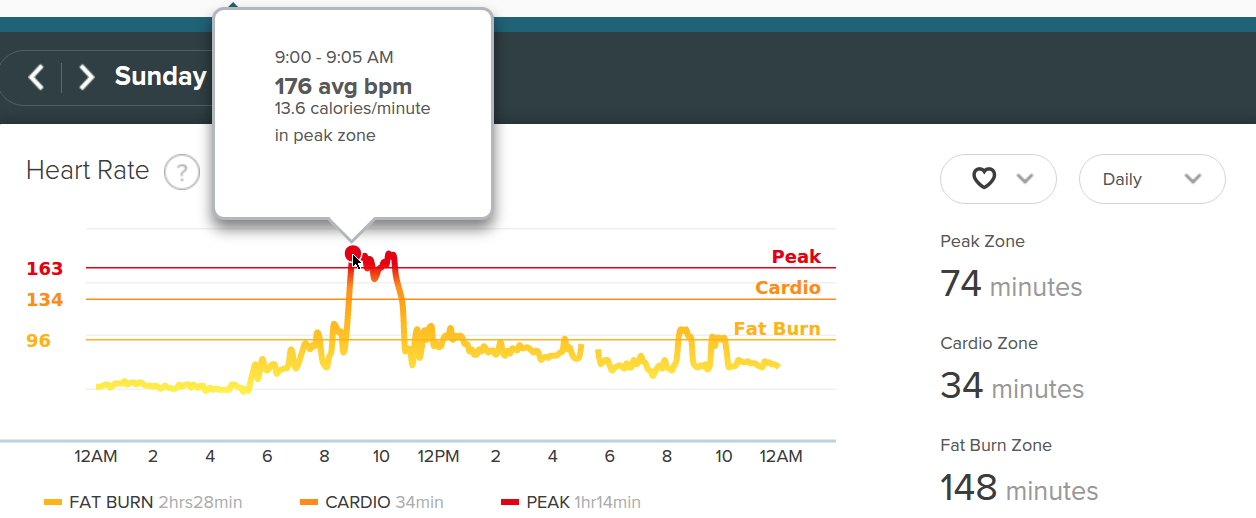 9:00 - 9:05 AM
176 avg bpm
13.6 calories/minute
in peak zone
Sunday
Heart Rate ?
Daily
163
134
96
Peak
Cardio
Fat Burn
12AM 2 4 6 8 10 12PM 2 4 6 8 10 12AM
FAT BURN 2hrs28min CARDIO 34min PEAK 1hr14min
Peak Zone
74 minutes
Cardio Zone
34 minutes
Fat Burn Zone
148 minutes